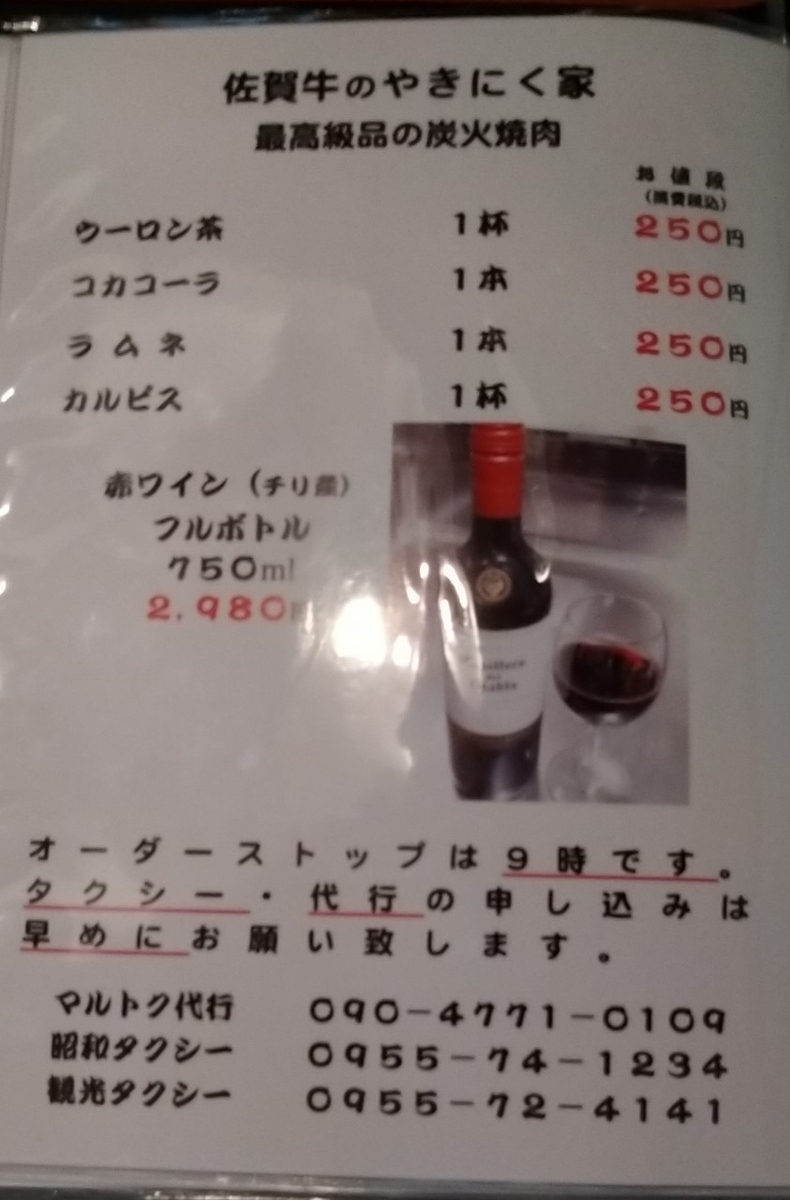 佐賀牛のやきにく家
最高級品の炭火焼肉
お値段
(消費税込)
ウーロン茶 1杯 250円
コカコーラ 1本 250円
ラムネ 1本 250円
カルピス 1杯 250円
赤ワイン(チリ産)
フルボトル
750ml
2,980円
オーダーストップは9時です。
タクシー・代行の申し込みは
早めにお願い致します。
マルトク代行 090-4771-0109
昭和タクシー 0955-74-1234
観光タクシー 0955-72-4141